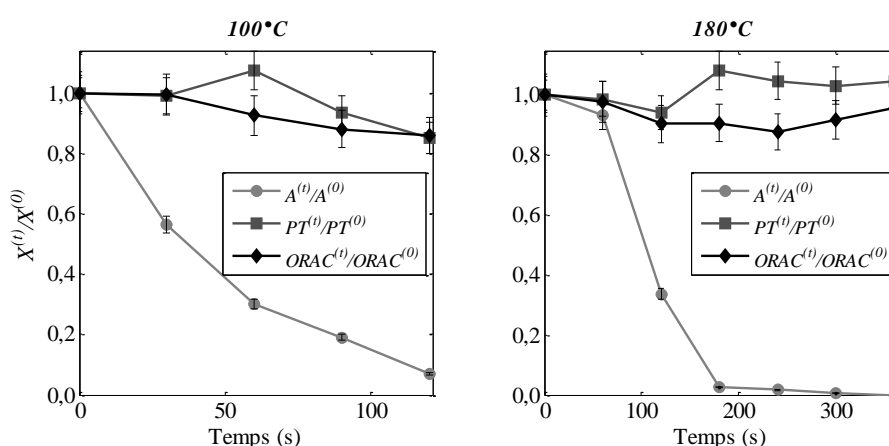 100°C
180°C
X^(t)/X^(0)
1,0
0,8
0,6
0,4
0,2
0,0
A^(t)/A^(0)
PT^(t)/PT^(0)
ORAC^(t)/ORAC^(0)
0
50
100
Temps (s)
1,0
0,8
0,6
0,4
0,2
0,0
A^(t)/A^(0)
PT^(t)/PT^(0)
ORAC^(t)/ORAC^(0)
0
100
200
300
Temps (s)